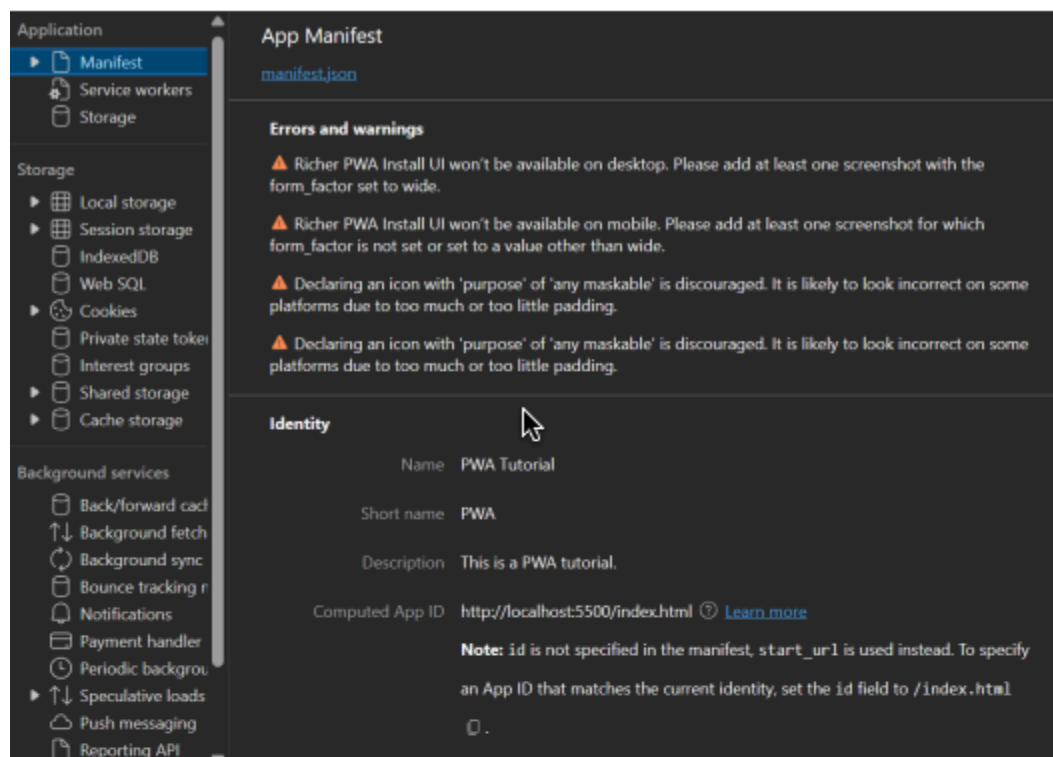 Application
Manifest
Service workers
Storage
Storage
Local storage
Session storage
IndexedDB
Web SQL
Cookies
Private state toke
Interest groups
Shared storage
Cache storage
Background services
Back/forward cac
Background fetch
Background sync
Bounce tracking
Notifications
Payment handler
Periodic backgrou
Speculative loads
Push messaging
Reporting API
App Manifest
manifest.json
Errors and warnings
Richer PWA Install UI won't be available on desktop. Please add at least one screenshot with the
form_factor set to wide.
Richer PWA Install UI won't be available on mobile. Please add at least one screenshot for which
form_factor is not set or set to a value other than wide.
Declaring an icon with 'purpose' of 'any maskable' is discouraged. It is likely to look incorrect on some
platforms due to too much or too little padding.
Declaring an icon with 'purpose' of 'any maskable' is discouraged. It is likely to look incorrect on some
platforms due to too much or too little padding.
Identity
Name PWA Tutorial
Short name PWA
Description This is a PWA tutorial.
Computed App ID http://localhost:5500/index.html ? Learn more
Note: id is not specified in the manifest, start_url is used instead. To specify
an App ID that matches the current identity, set the id field to /index.html
.